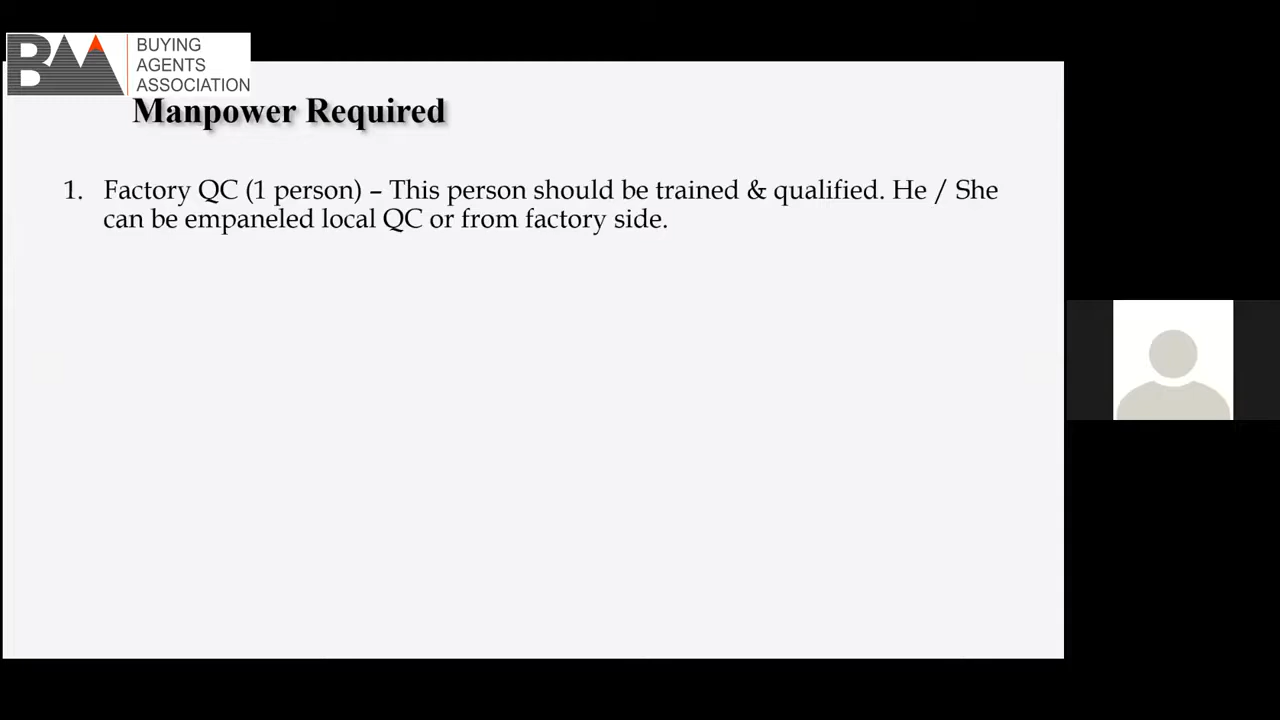 BAA
BUYING
AGENTS
ASSOCIATION
Manpower Required
1. Factory QC (1 person) – This person should be trained & qualified. He / She
can be empaneled local QC or from factory side.